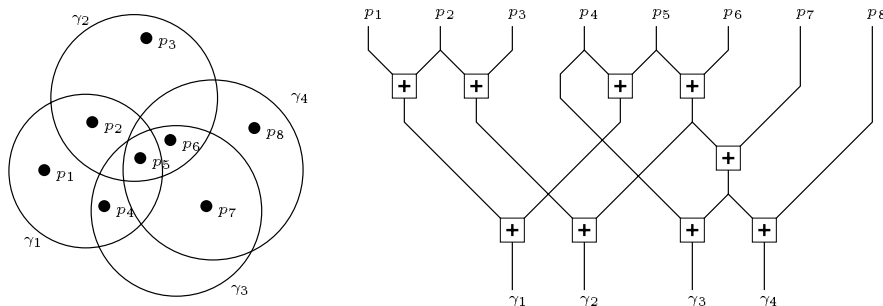 γ₂
p₃
γ₄
p₂
p₈
p₆
p₅
p₁
p₄
p₇
γ₁
γ₃
p₁ p₂ p₃ p₄ p₅ p₆ p₇ p₈
+ + + +
+
+ + + +
γ₁ γ₂ γ₃ γ₄